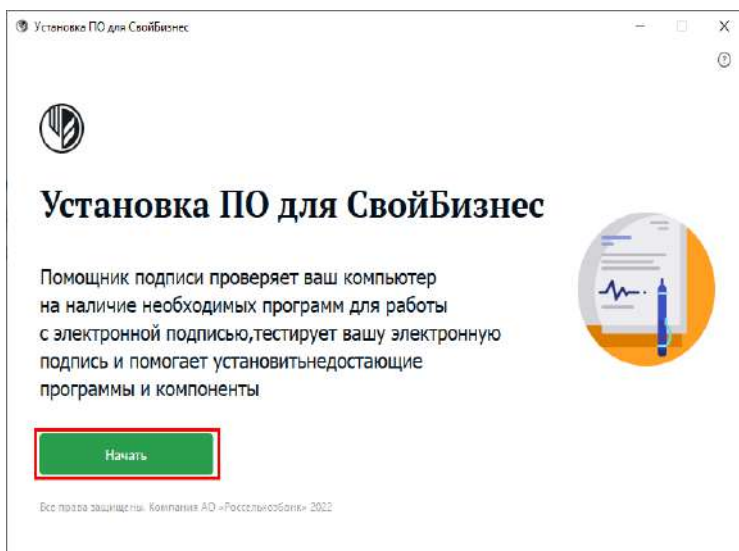 Установка ПО для СвойБизнес
Установка ПО для СвойБизнес
Помощник подписи проверяет ваш компьютер
на наличие необходимых программ для работы
с электронной подписью,тестирует вашу электронную
подпись и помогает установитьнедостающие
программы и компоненты
Начать
Все права защищены. Компания АО «Россельхозбанк» 2022